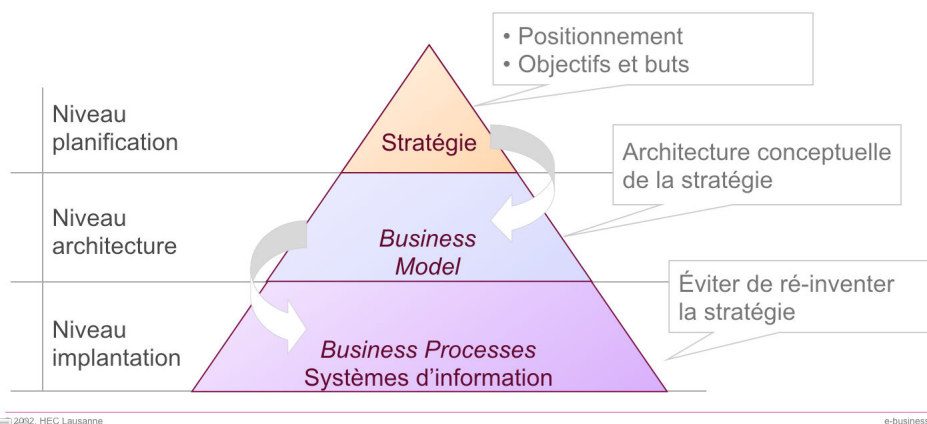 • Positionnement
• Objectifs et buts
Niveau
planification
Stratégie
Architecture conceptuelle
de la stratégie
Niveau
architecture
Business
Model
Éviter de ré-inventer
la stratégie
Niveau
implantation
Business Processes
Systèmes d'information
2002, HEC Lausanne
e-business